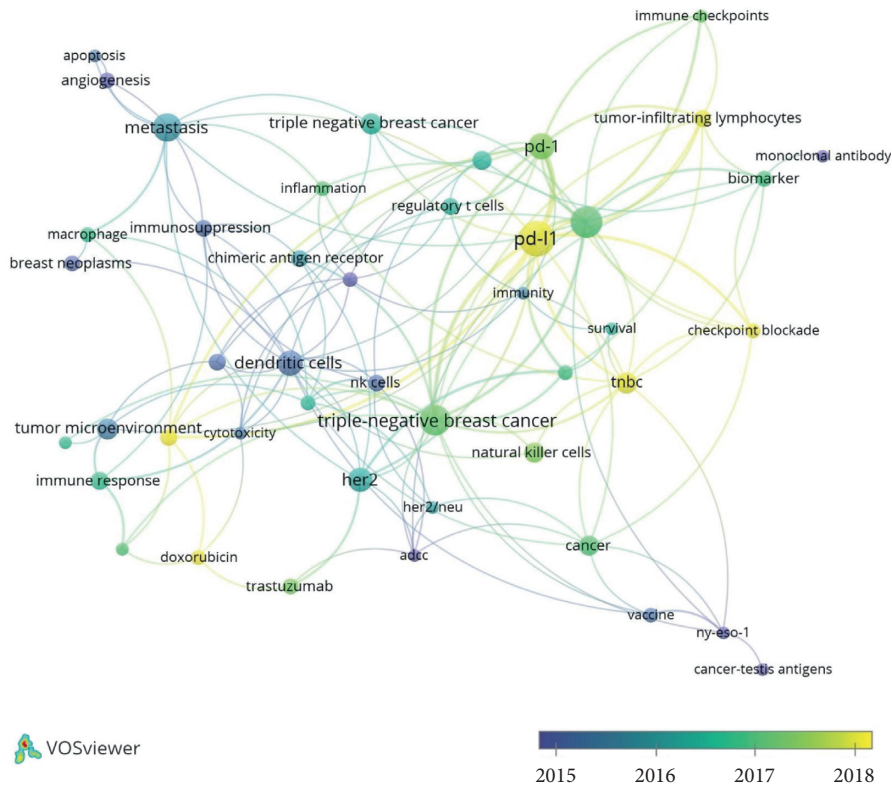 immune checkpoints
apoptosis
angiogenesis
metastasis
triple negative breast cancer
tumor-infiltrating lymphocytes
pd-1
monoclonal antibody
biomarker
inflammation
regulatory t cells
macrophage
immunosuppression
pd-l1
breast neoplasms
chimeric antigen receptor
immunity
survival
checkpoint blockade
dendritic cells
nk cells
tnbc
tumor microenvironment
cytotoxicity
triple-negative breast cancer
natural killer cells
immune response
her2
her2/neu
doxorubicin
adcc
cancer
trastuzumab
vaccine
ny-eso-1
cancer-testis antigens
VOSviewer
2015 2016 2017 2018